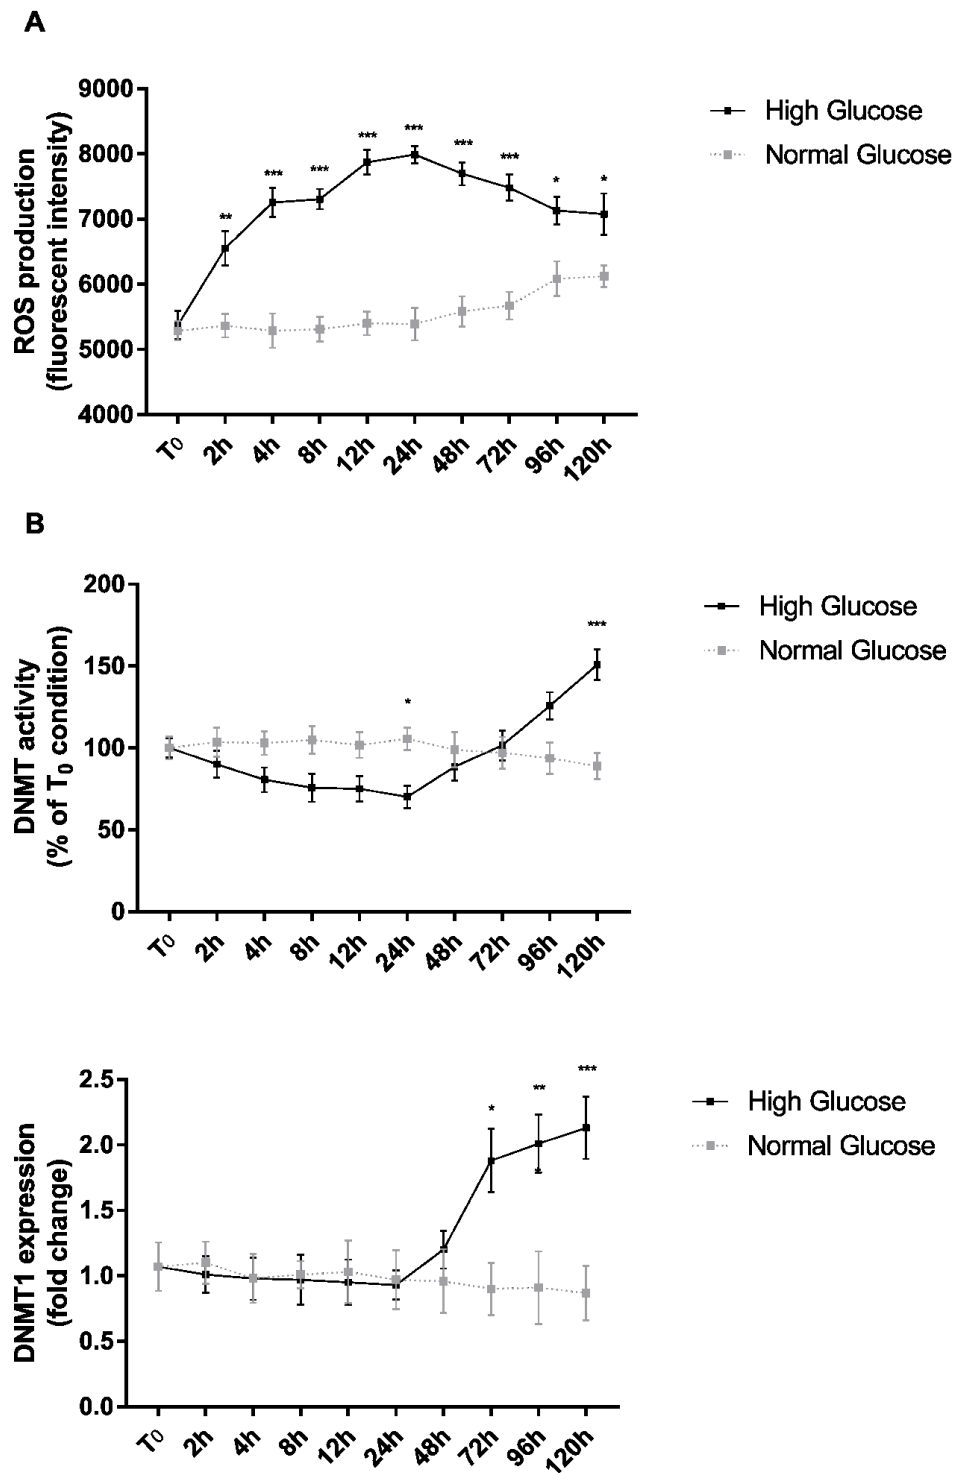 A
ROS production
(fluorescent intensity)
9000
8000
7000
6000
5000
4000
***
***
***
***
***
***
***
**
*
*
T0 2h 4h 8h 12h 24h 48h 72h 96h 120h
High Glucose
Normal Glucose
B
DNMT activity
(% of T0 condition)
200
150
100
50
0
***
*
T0 2h 4h 8h 12h 24h 48h 72h 96h 120h
High Glucose
Normal Glucose
DNMT1 expression
(fold change)
2.5
2.0
1.5
1.0
0.5
0.0
***
**
*
T0 2h 4h 8h 12h 24h 48h 72h 96h 120h
High Glucose
Normal Glucose